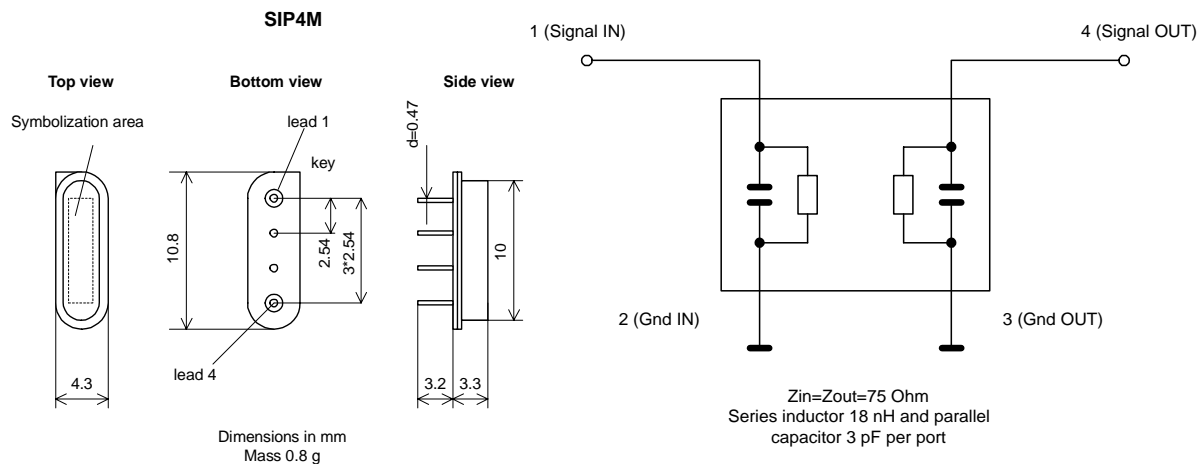 SIP4M
1 (Signal IN)
4 (Signal OUT)
Top view
Bottom view
Side view
Symbolization area
lead 1
d=0.47
key
10.8
2.54
3*2.54
10
2 (Gnd IN)
3 (Gnd OUT)
lead 4
4.3
3.2
3.3
Zin=Zout=75 Ohm
Series inductor 18 nH and parallel
capacitor 3 pF per port
Dimensions in mm
Mass 0.8 g